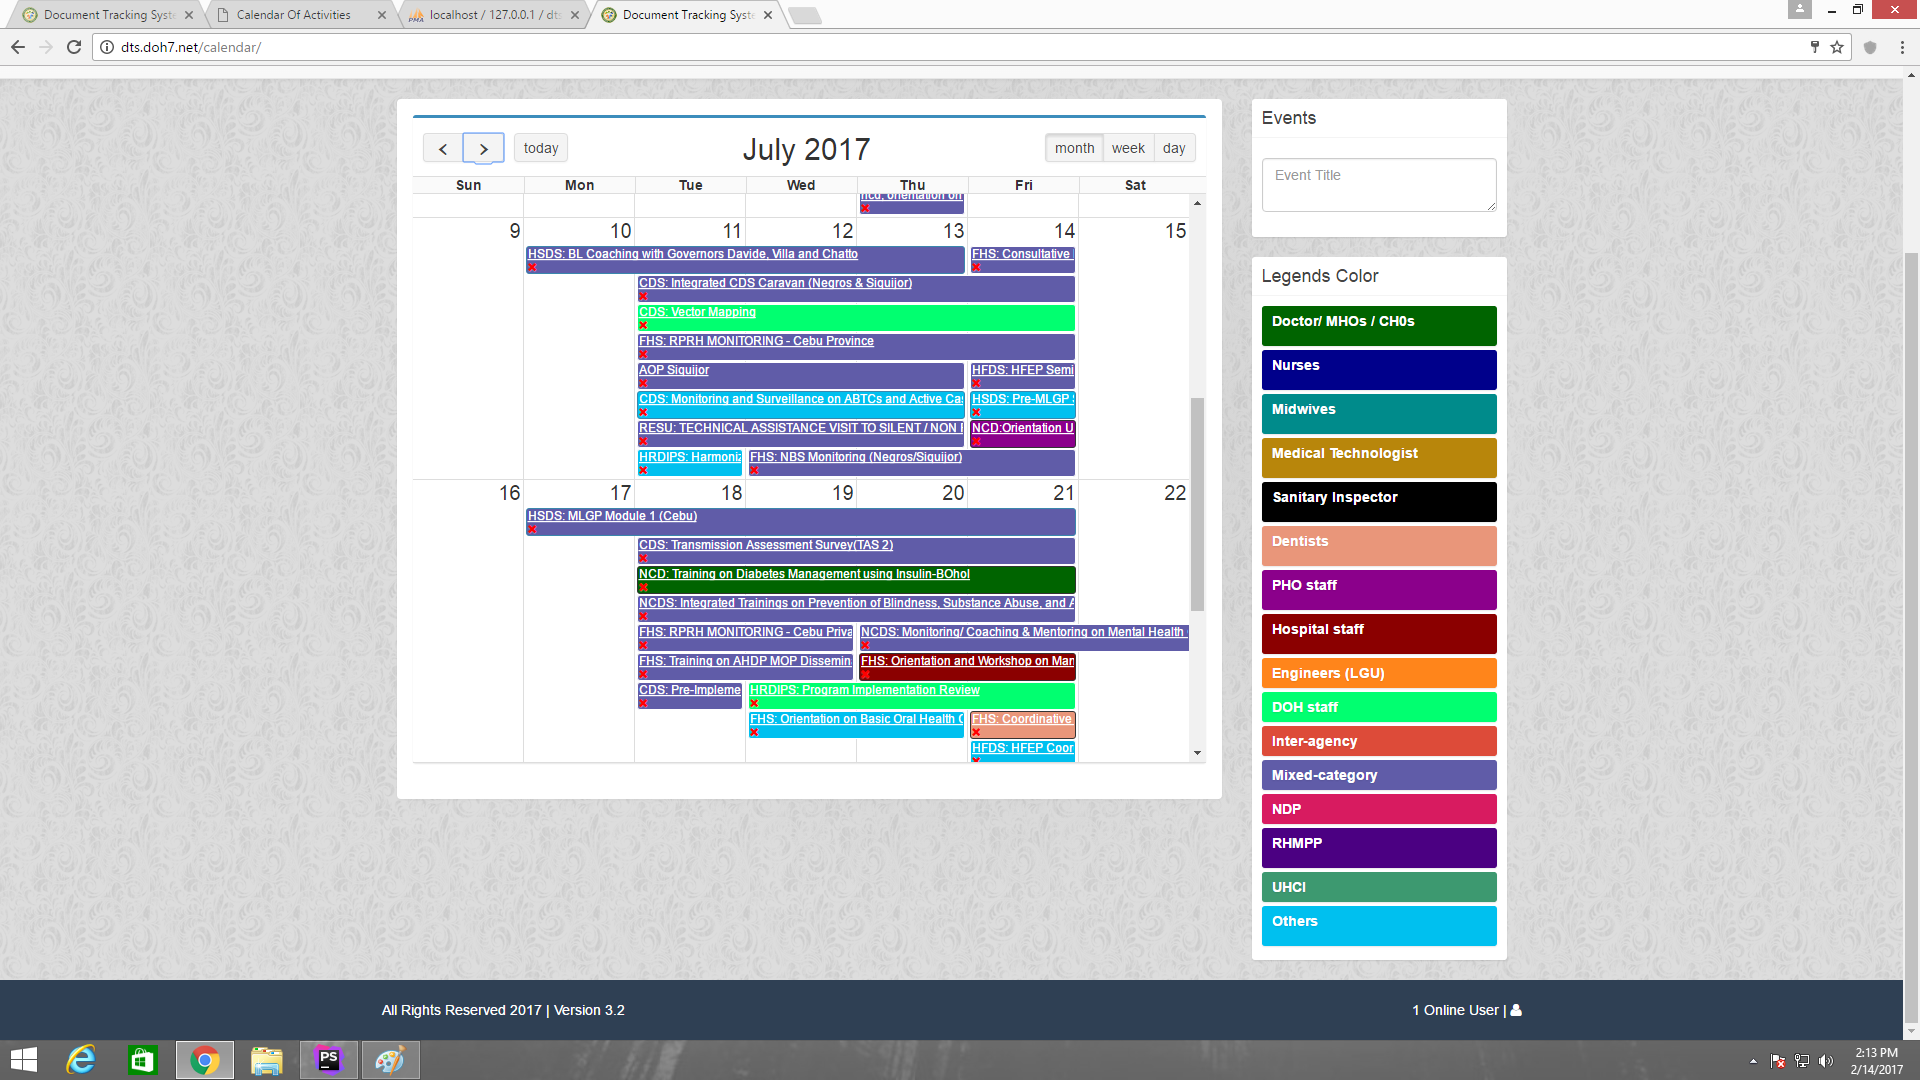 Document Tracking Syste
Calendar Of Activities
localhost / 127.0.0.1 / dts
Document Tracking Syste
dts.doh7.net/calendar/
today
July 2017
month week day
Sun Mon Tue Wed Thu Fri Sat
ncd, orientation on
9 10 11 12 13 14 15
HSDS: BL Coaching with Governors Davide, Villa and Chatto
FHS: Consultative
CDS: Integrated CDS Caravan (Negros & Siquijor)
CDS: Vector Mapping
FHS: RPRH MONITORING - Cebu Province
AOP Siquijor
HFDS: HFEP Semi
CDS: Monitoring and Surveillance on ABTCs and Active Cas
HSDS: Pre-MLGP
RESU: TECHNICAL ASSISTANCE VISIT TO SILENT / NON
NCD:Orientation U
HRDIPS: Harmoniz
FHS: NBS Monitoring (Negros/Siquijor)
16 17 18 19 20 21 22
HSDS: MLGP Module 1 (Cebu)
CDS: Transmission Assessment Survey(TAS 2)
NCD: Training on Diabetes Management using Insulin-BOhol
NCDS: Integrated Trainings on Prevention of Blindness, Substance Abuse, and A
FHS: RPRH MONITORING - Cebu Priva
NCDS: Monitoring/ Coaching & Mentoring on Mental Health
FHS: Training on AHDP MOP Dissemin
FHS: Orientation and Workshop on Man
CDS: Pre-Impleme
HRDIPS: Program Implementation Review
FHS: Orientation on Basic Oral Health C
FHS: Coordinative
HFDS: HFEP Coor
Events
Event Title
Legends Color
Doctor/ MHOs / CH0s
Nurses
Midwives
Medical Technologist
Sanitary Inspector
Dentists
PHO staff
Hospital staff
Engineers (LGU)
DOH staff
Inter-agency
Mixed-category
NDP
RHMPP
UHCI
Others
All Rights Reserved 2017 | Version 3.2
1 Online User |
2:13 PM
2/14/2017